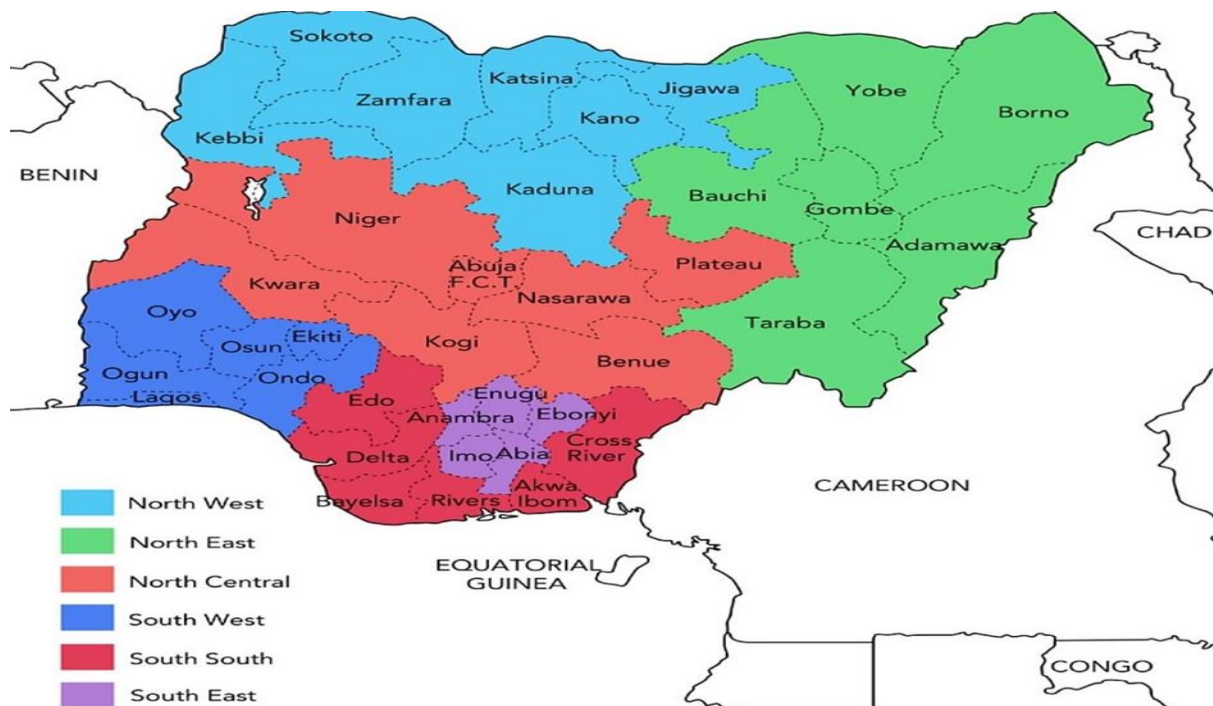 Sokoto
Katsina
Jigawa
Yobe
Zamfara
Kano
Borno
Kebbi
BENIN
Kaduna
Bauchi
Gombe
Niger
CHAD
Adamawa
Abuja
F.C.T
Plateau
Kwara
Nasarawa
Oyo
Taraba
Ekiti
Osun
Kogi
Benue
Ogun
Ondo
Lagos
Edo
Enugu
Anambra
Ebonyi
Cross
River
Delta
Imo
Abia
Akwa
Ibom
Bayelsa
Rivers
CAMEROON
EQUATORIAL
GUINEA
CONGO
North West
North East
North Central
South West
South South
South East